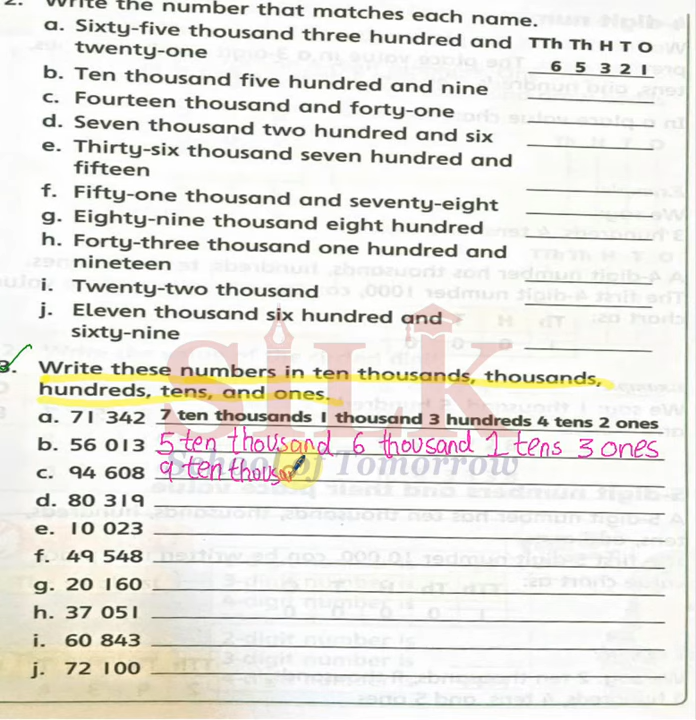 2. Write the number that matches each name.
a. Sixty-five thousand three hundred and twenty-one
TTh Th H T O
6 5 3 2 1
b. Ten thousand five hundred and nine
c. Fourteen thousand and forty-one
d. Seven thousand two hundred and six
e. Thirty-six thousand seven hundred and
fifteen
f. Fifty-one thousand and seventy-eight
g. Eighty-nine thousand eight hundred
h. Forty-three thousand one hundred and
nineteen
i. Twenty-two thousand
j. Eleven thousand six hundred and
sixty-nine
SiLK
School of Tomorrow
3. Write these numbers in ten thousands, thousands,
hundreds, tens, and ones.
a. 71 342 7 ten thousands 1 thousand 3 hundreds 4 tens 2 ones
b. 56 013 5 ten thousand 6 thousand 1 tens 3 ones
c. 94 608 9 ten thousan
d. 80 319
e. 10 023
f. 49 548
g. 20 160
h. 37 051
i. 60 843
j. 72 100